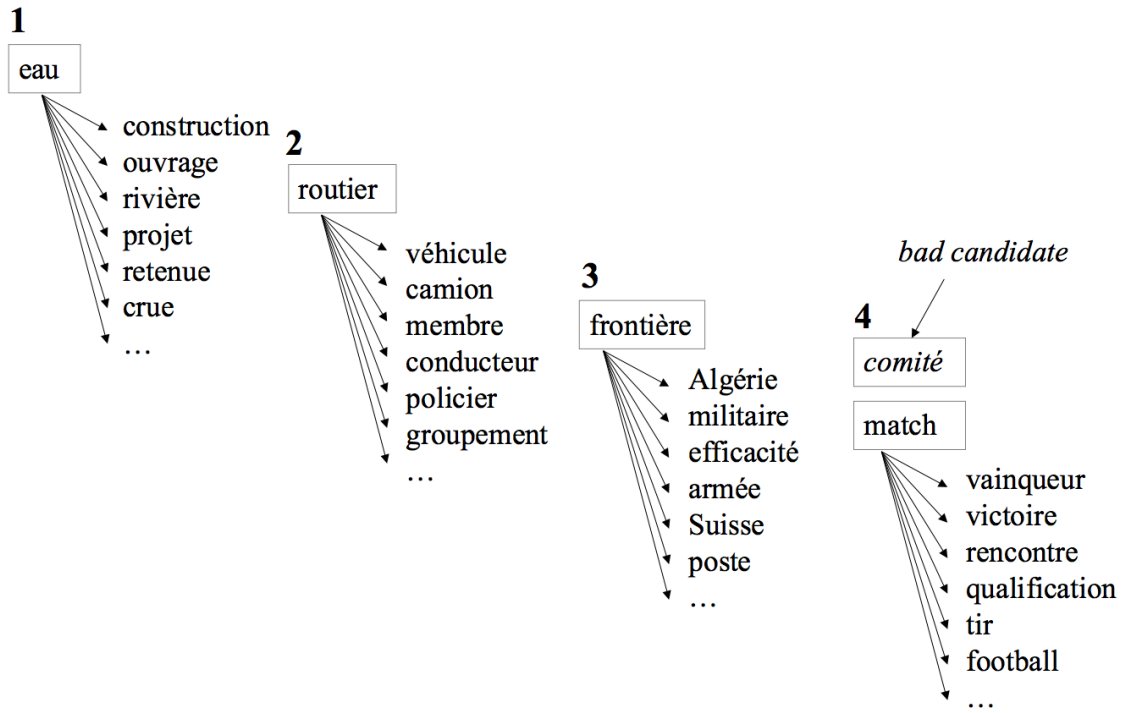 1
eau
construction
ouvrage
rivière
projet
retenue
crue
…
2
routier
véhicule
camion
membre
conducteur
policier
groupement
…
3
frontière
Algérie
militaire
efficacité
armée
Suisse
poste
…
bad candidate
4
comité
match
vainqueur
victoire
rencontre
qualification
tir
football
…